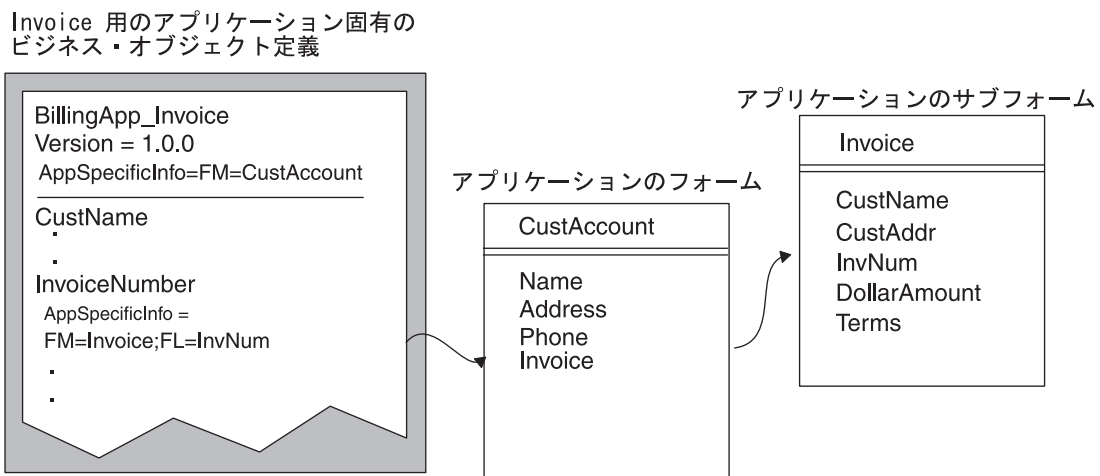 Invoice 用のアプリケーション固有の
ビジネス・オブジェクト定義
BillingApp_Invoice
Version = 1.0.0
AppSpecificInfo=FM=CustAccount
CustName
.
.
InvoiceNumber
AppSpecificInfo =
FM=Invoice;FL=InvNum
.
.
アプリケーションのフォーム
CustAccount
Name
Address
Phone
Invoice
アプリケーションのサブフォーム
Invoice
CustName
CustAddr
InvNum
DollarAmount
Terms